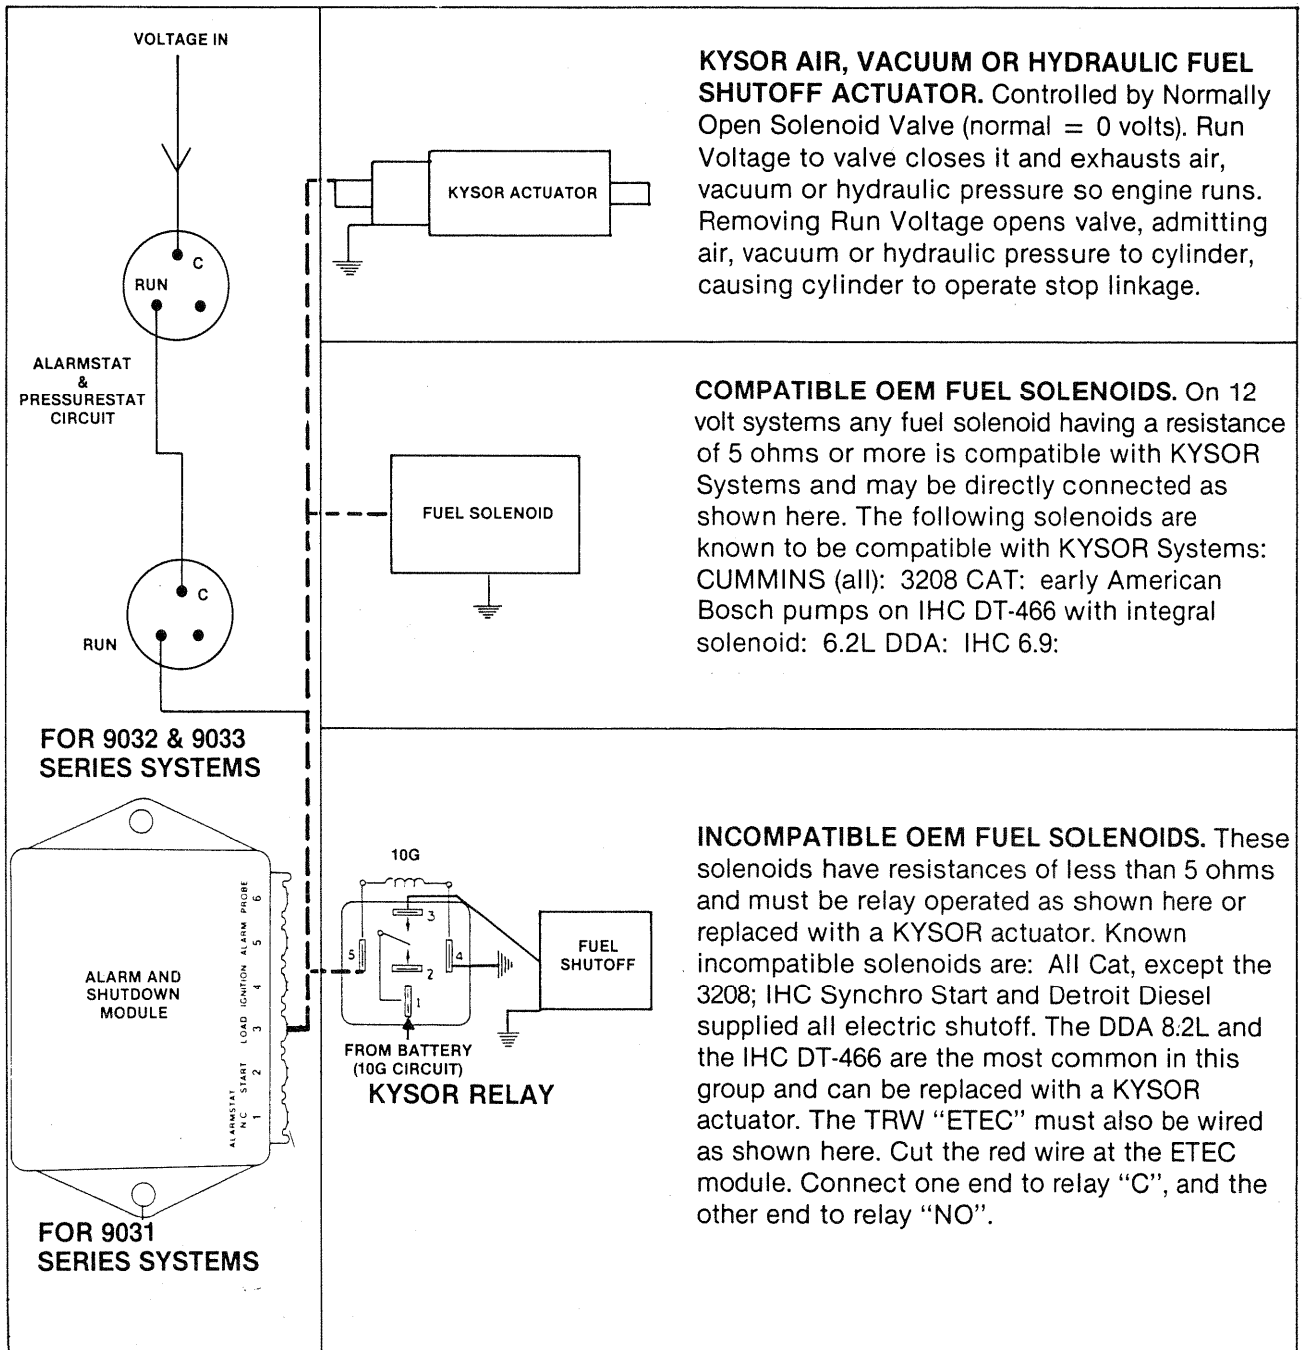 VOLTAGE IN
C
RUN
ALARMSTAT
&
PRESSURESTAT
CIRCUIT
C
RUN
FOR 9032 & 9033
SERIES SYSTEMS
ALARM AND
SHUTDOWN
MODULE
ALARMSTAT
NC START LOAD IGNITION ALARM PROBE
1 2 3 4 5 6
FOR 9031
SERIES SYSTEMS
KYSOR ACTUATOR
KYSOR AIR, VACUUM OR HYDRAULIC FUEL
SHUTOFF ACTUATOR. Controlled by Normally
Open Solenoid Valve (normal = 0 volts). Run
Voltage to valve closes it and exhausts air,
vacuum or hydraulic pressure so engine runs.
Removing Run Voltage opens valve, admitting
air, vacuum or hydraulic pressure to cylinder,
causing cylinder to operate stop linkage.
FUEL SOLENOID
COMPATIBLE OEM FUEL SOLENOIDS. On 12
volt systems any fuel solenoid having a resistance
of 5 ohms or more is compatible with KYSOR
Systems and may be directly connected as
shown here. The following solenoids are
known to be compatible with KYSOR Systems:
CUMMINS (all): 3208 CAT: early American
Bosch pumps on IHC DT-466 with integral
solenoid: 6.2L DDA: IHC 6.9:
10G
3
5
4
2
1
FUEL
SHUTOFF
FROM BATTERY
(10G CIRCUIT)
KYSOR RELAY
INCOMPATIBLE OEM FUEL SOLENOIDS. These
solenoids have resistances of less than 5 ohms
and must be relay operated as shown here or
replaced with a KYSOR actuator. Known
incompatible solenoids are: All Cat, except the
3208; IHC Synchro Start and Detroit Diesel
supplied all electric shutoff. The DDA 8.2L and
the IHC DT-466 are the most common in this
group and can be replaced with a KYSOR
actuator. The TRW “ETEC” must also be wired
as shown here. Cut the red wire at the ETEC
module. Connect one end to relay “C”, and the
other end to relay “NO”.